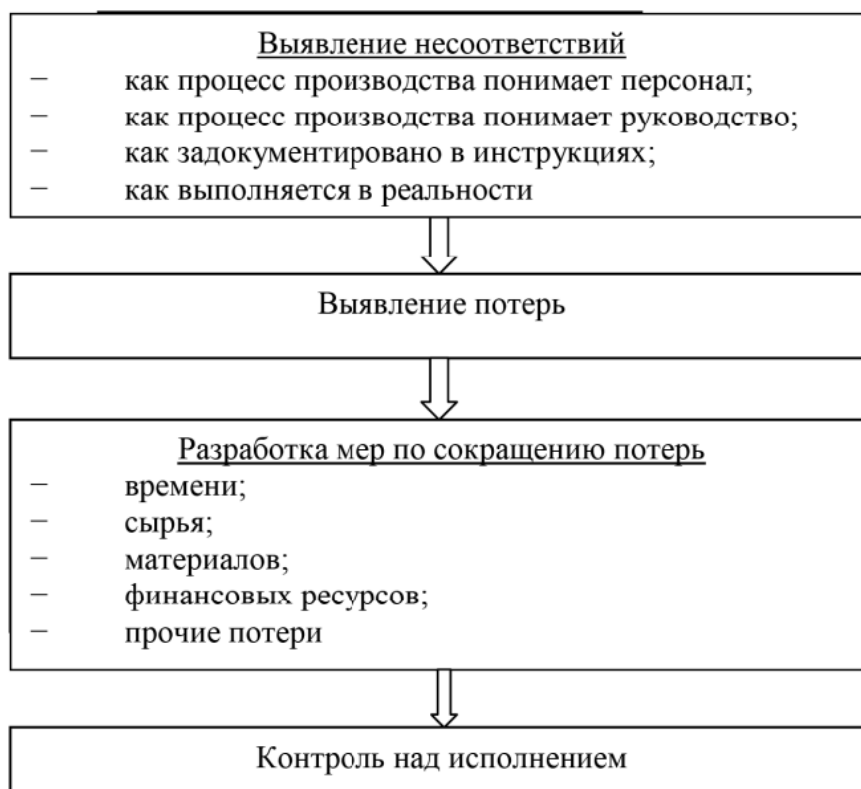 Выявление несоответствий
– как процесс производства понимает персонал;
– как процесс производства понимает руководство;
– как задокументировано в инструкциях;
– как выполняется в реальности
Выявление потерь
Разработка мер по сокращению потерь
– времени;
– сырья;
– материалов;
– финансовых ресурсов;
– прочие потери
Контроль над исполнением